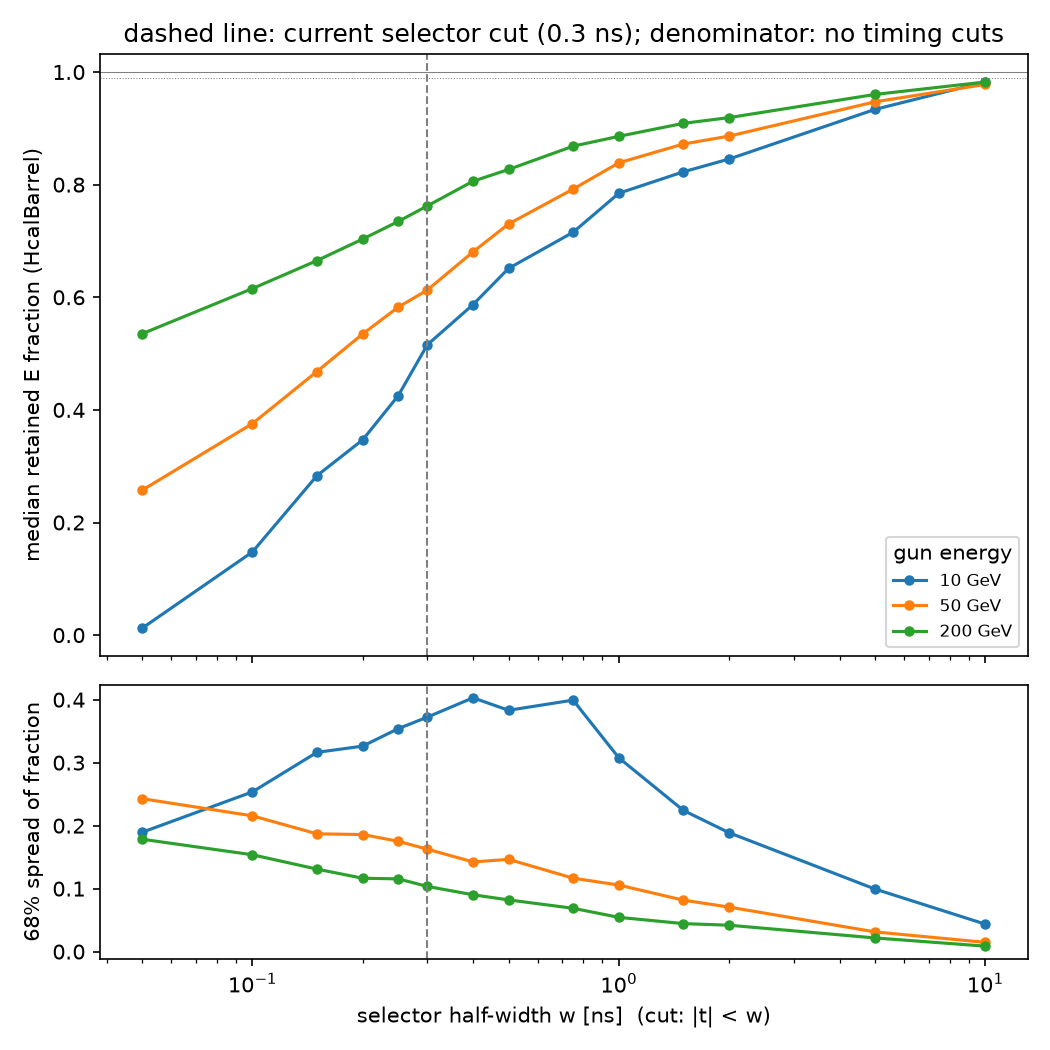 dashed line: current selector cut (0.3 ns); denominator: no timing cuts
median retained E fraction (HcalBarrel)
1.0
0.8
0.6
0.4
0.2
0.0
gun energy
10 GeV
50 GeV
200 GeV
68% spread of fraction
0.4
0.3
0.2
0.1
0.0
10⁻¹
10⁰
10¹
selector half-width w [ns]  (cut: |t| < w)